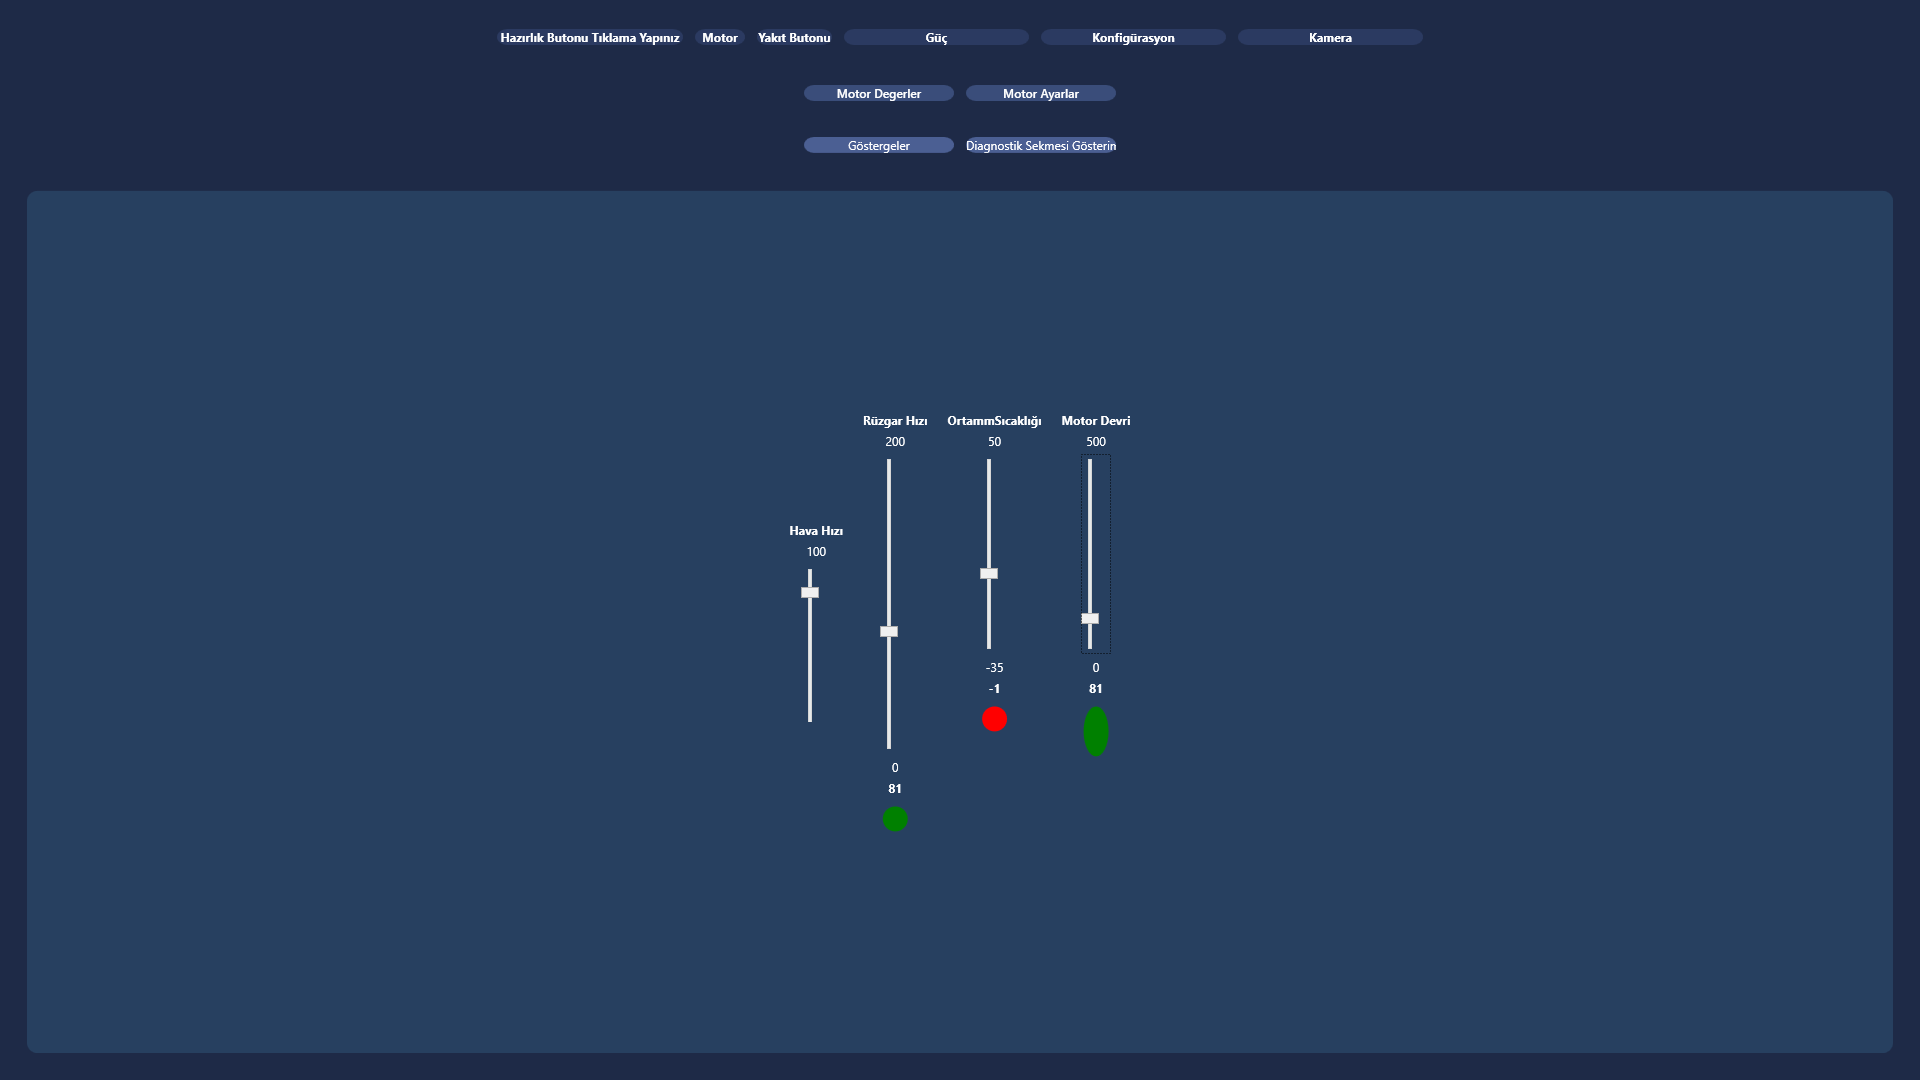 Hazırlık Butonu Tıklama Yapınız
Motor
Yakıt Butonu
Güç
Konfigürasyon
Kamera
Motor Degerler
Motor Ayarlar
Göstergeler
Diagnostik Sekmesi Gösterin
Hava Hızı
100
Rüzgar Hızı
200
0
81
OrtammSıcaklığı
50
-35
-1
Motor Devri
500
0
81